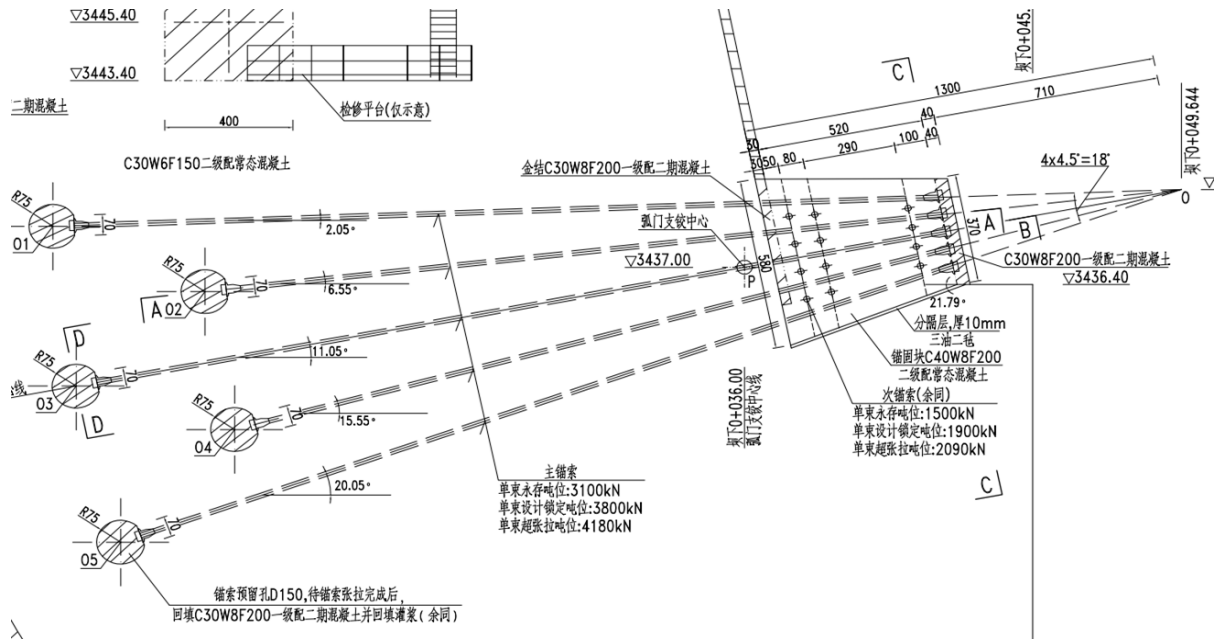 ▽3445.40
▽3443.40
二期混凝土
400
检修平台(仅示意)
C30W6F150二级配常态混凝土
C
坝下0+045.
1300
710
40
520
30
100
40
290
3050
80
坝下0+049.644
金结C30W8F200一级配二期混凝土
4x4.5°=18°
▽
O
R75
70
O1
2.05°
弧门支铰中心
A
370
B
▽3437.00
580
P
C30W8F200一级配二期混凝土
▽3436.40
R75
70
A
O2
6.55°
21.79°
分隔层,厚10mm
三油二毡
D
R75
70
O3
D
11.05°
锚固块C40W8F200
二级配常态混凝土
坝下0+036.00
弧门支铰中心线
R75
70
O4
15.55°
次锚索(余同)
单束永存吨位:1500kN
单束设计锁定吨位:1900kN
单束超张拉吨位:2090kN
主锚索
单束永存吨位:3100kN
单束设计锁定吨位:3800kN
单束超张拉吨位:4180kN
C
20.05°
R75
70
O5
锚索预留孔D150,待锚索张拉完成后,
回填C30W8F200一级配二期混凝土并回填灌浆(余同)